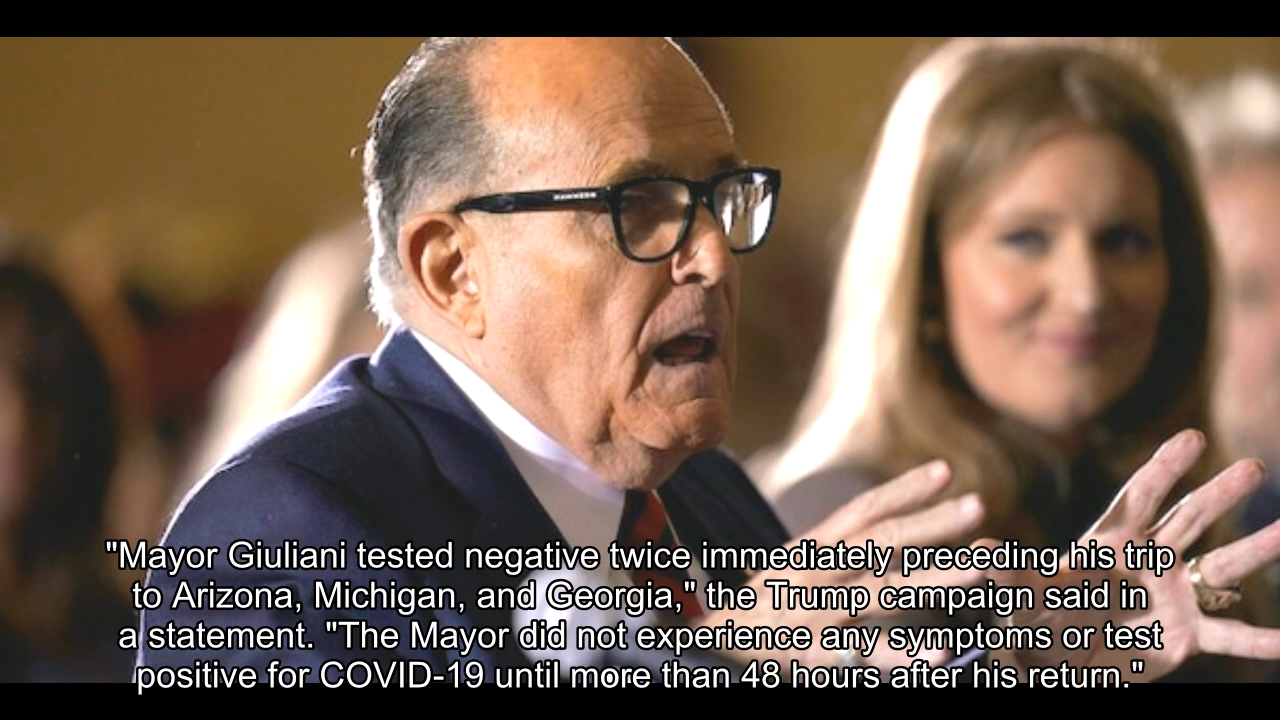 HAWKERS
"Mayor Giuliani tested negative twice immediately preceding his trip
to Arizona, Michigan, and Georgia," the Trump campaign said in
a statement. "The Mayor did not experience any symptoms or test
positive for COVID-19 until more than 48 hours after his return."